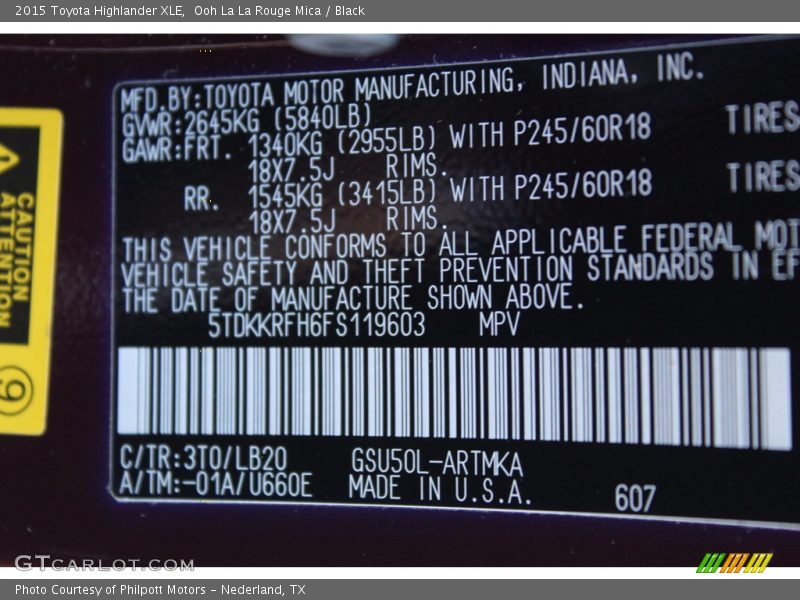 2015 Toyota Highlander XLE,  Ooh La La Rouge Mica / Black
MFD.BY:TOYOTA MOTOR MANUFACTURING, INDIANA, INC.
GVWR:2645KG (5840LB)
GAWR:FRT. 1340KG (2955LB) WITH P245/60R18 TIRES
18X7.5J RIMS.
RR. 1545KG (3415LB) WITH P245/60R18 TIRES
18X7.5J RIMS.
THIS VEHICLE CONFORMS TO ALL APPLICABLE FEDERAL MOT
VEHICLE SAFETY AND THEFT PREVENTION STANDARDS IN EF
THE DATE OF MANUFACTURE SHOWN ABOVE.
5TDKKRFH6FS119603 MPV
C/TR:3T0/LB20 GSU50L-ARTMKA
A/TM:-01A/U660E MADE IN U.S.A. 607
CAUTION
ATTENTION
9
GTCARLOT.COM
Photo Courtesy of Philpott Motors - Nederland, TX